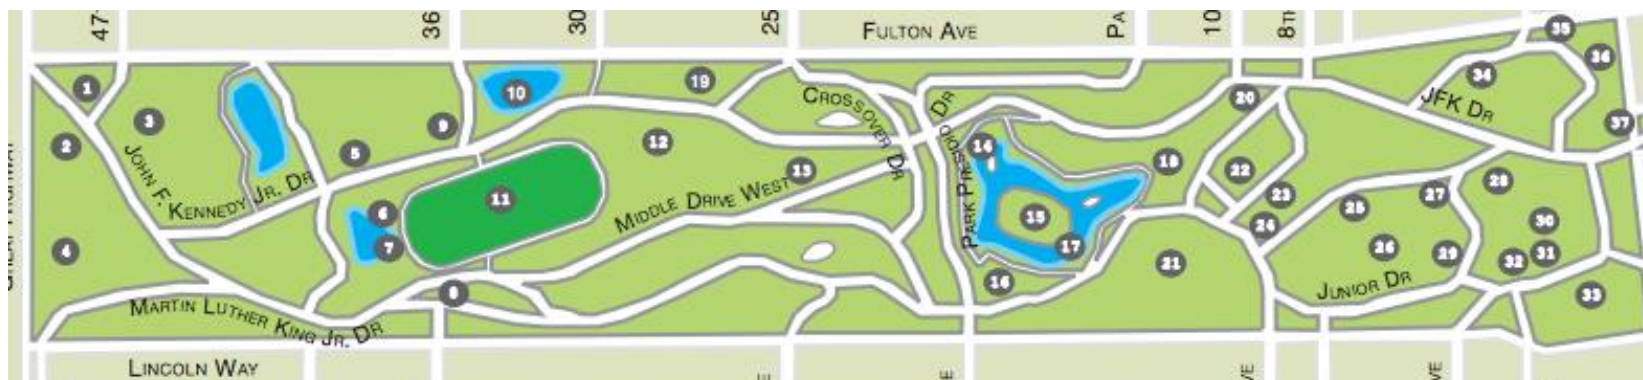 47
36
30
25
FULTON AVE
PA
10
8TH
35
36
34
1
10
19
CROSSOVER DR
20
JFK DR
37
3
9
2
12
14
5
13
18
22
28
JOHN F.
KENNEDY JR. DR
11
MIDDLE DRIVE WEST
PARK PRESIDIO DR
23
27
6
15
25
30
7
17
24
26
29
31
4
16
21
32
8
JUNIOR DR
33
MARTIN LUTHER KING JR. DR
LINCOLN WAY
E
E
VE
VE